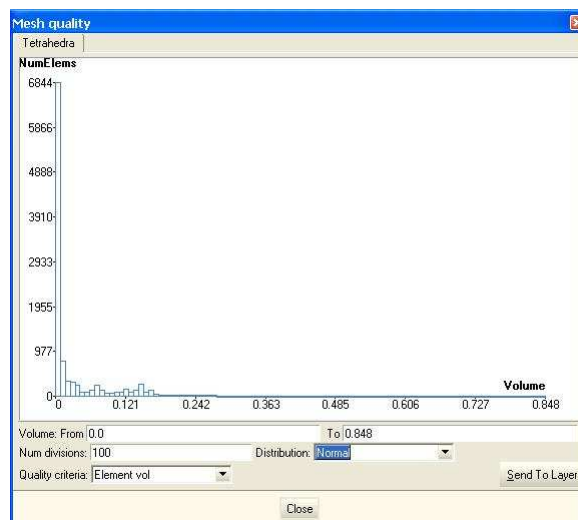 Mesh quality
Tetrahedra
NumElems
6844
5866
4888
3910
2933
1955
977
0
Volume
0 0.121 0.242 0.363 0.485 0.606 0.727 0.848
Volume: From 0.0 To 0.848
Num divisions: 100 Distribution: Normal
Quality criteria: Element vol Send To Layer
Close